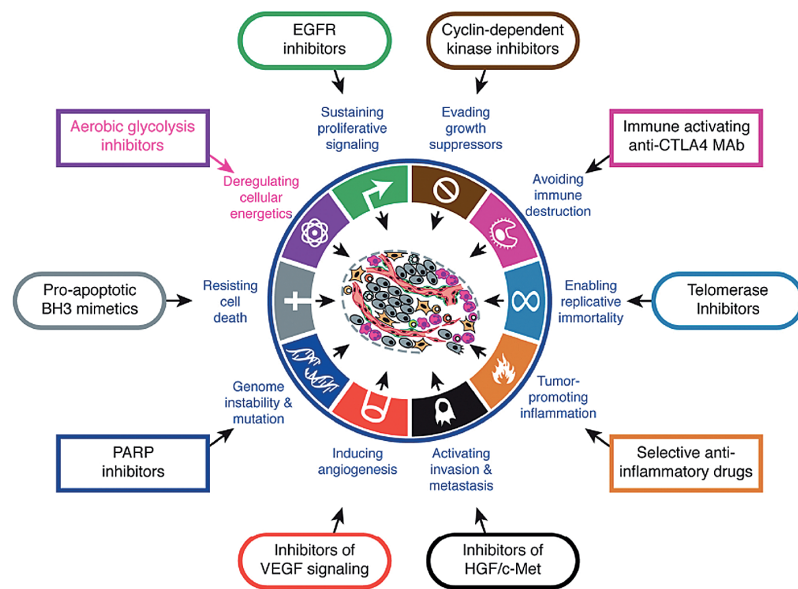 EGFR
inhibitors
Cyclin-dependent
kinase inhibitors
Sustaining
proliferative
signaling
Evading
growth
suppressors
Aerobic glycolysis
inhibitors
Immune activating
anti-CTLA4 MAb
Deregulating
cellular
energetics
Avoiding
immune
destruction
Pro-apoptotic
BH3 mimetics
Resisting
cell
death
Enabling
replicative
immortality
Telomerase
Inhibitors
Genome
instability &
mutation
Tumor-
promoting
inflammation
PARP
inhibitors
Inducing
angiogenesis
Activating
invasion &
metastasis
Selective anti-
inflammatory drugs
Inhibitors of
VEGF signaling
Inhibitors of
HGF/c-Met